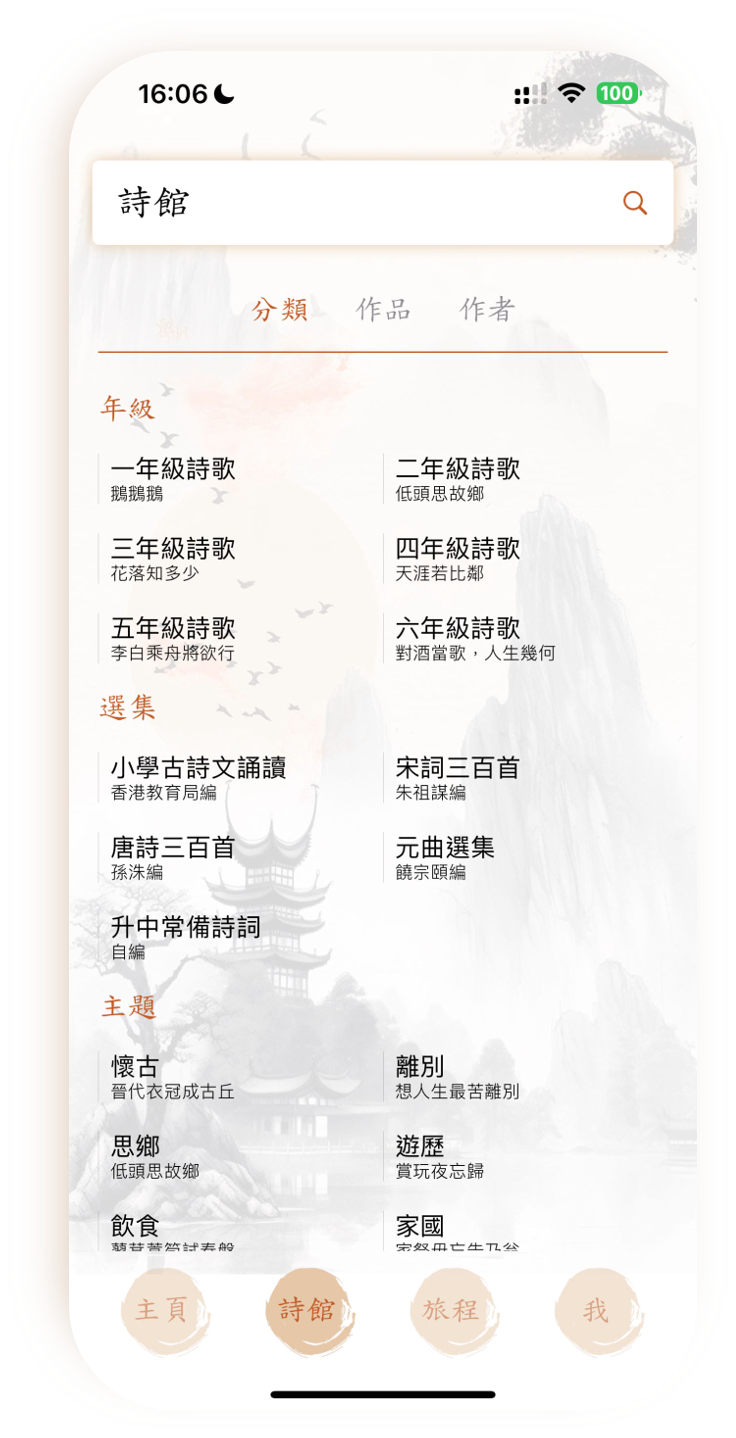 16:06
100
詩館
分類 作品 作者
年級
一年級詩歌 二年級詩歌
鵝鵝鵝 低頭思故鄉
三年級詩歌 四年級詩歌
花落知多少 天涯若比鄰
五年級詩歌 六年級詩歌
李白乘舟將欲行 對酒當歌，人生幾何
選集
小學古詩文誦讀 宋詞三百首
香港教育局編 朱祖謀編
唐詩三百首 元曲選集
孫洙編 饒宗頤編
升中常備詩詞
自編
主題
懷古 離別
晉代衣冠成古丘 想人生最苦離別
思鄉 遊歷
低頭思故鄉 賞玩夜忘歸
飲食 家國
主頁 詩館 旅程 我